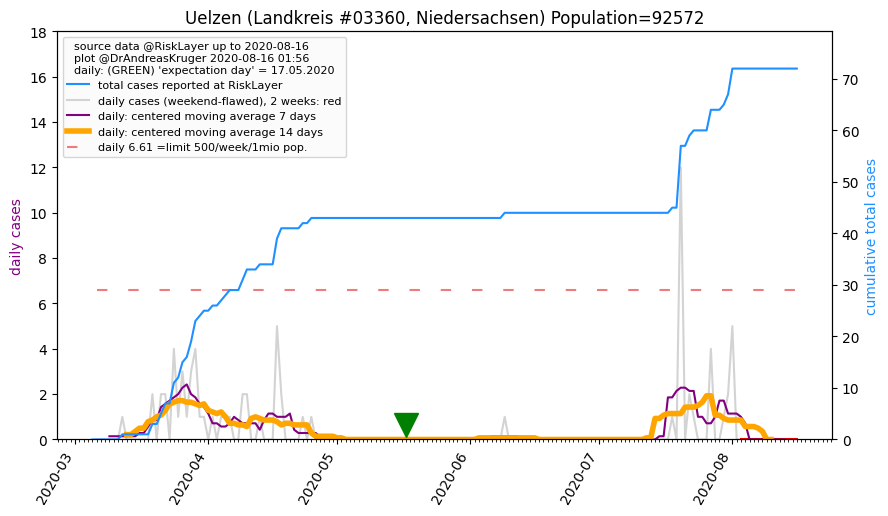 Uelzen (Landkreis #03360, Niedersachsen) Population=92572
source data @RiskLayer up to 2020-08-16
plot @DrAndreasKruger 2020-08-16 01:56
daily: (GREEN) 'expectation day' = 17.05.2020
total cases reported at RiskLayer
daily cases (weekend-flawed), 2 weeks: red
daily: centered moving average 7 days
daily: centered moving average 14 days
daily 6.61 =limit 500/week/1mio pop.
daily cases
18
16
14
12
10
8
6
4
2
0
70
60
50
40
30
20
10
0
cumulative total cases
2020-03
2020-04
2020-05
2020-06
2020-07
2020-08